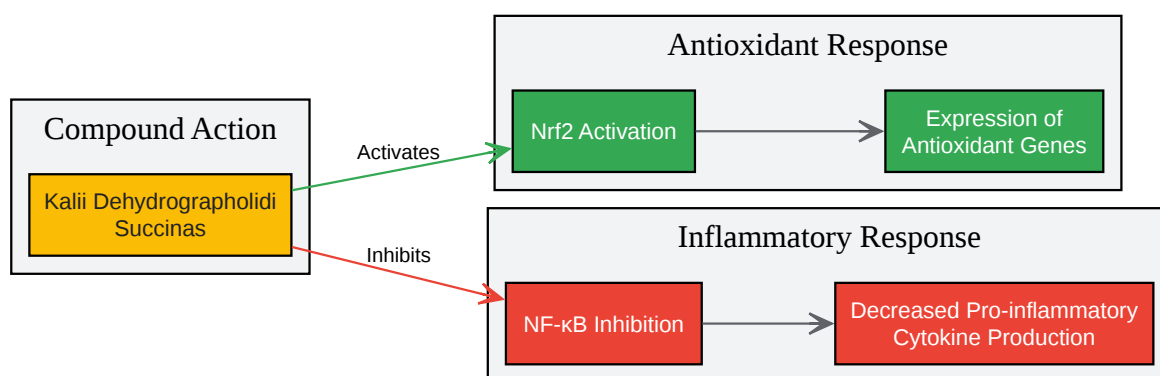 Compound Action
Kalii Dehydrographolidi
Succinas
Activates
Inhibits
Antioxidant Response
Nrf2 Activation
Expression of
Antioxidant Genes
Inflammatory Response
NF-κB Inhibition
Decreased Pro-inflammatory
Cytokine Production